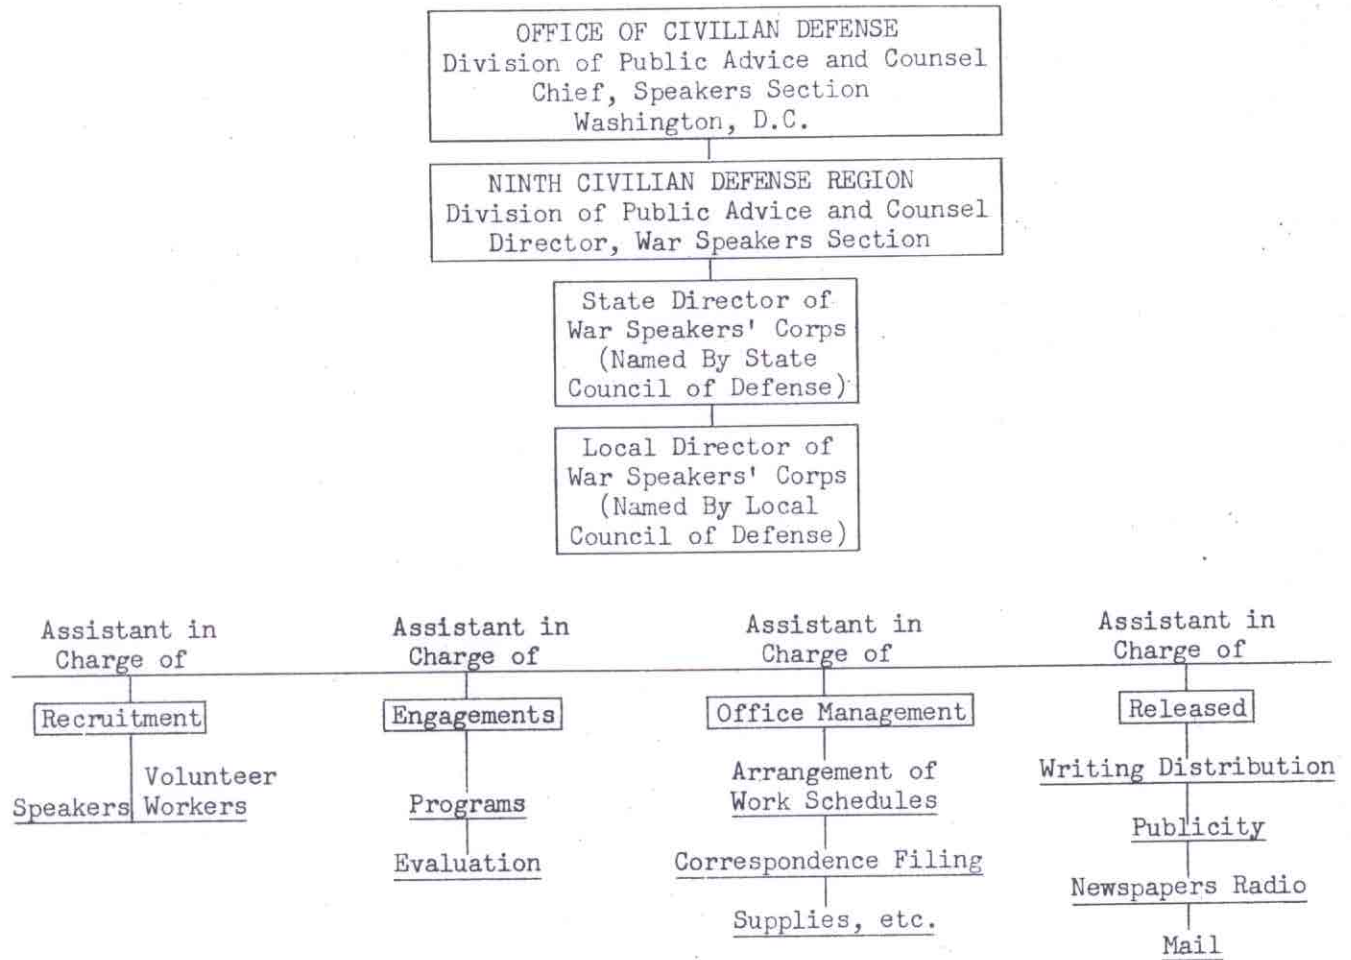 OFFICE OF CIVILIAN DEFENSE
Division of Public Advice and Counsel
Chief, Speakers Section
Washington, D.C.
NINTH CIVILIAN DEFENSE REGION
Division of Public Advice and Counsel
Director, War Speakers Section
State Director of
War Speakers' Corps
(Named By State
Council of Defense)
Local Director of
War Speakers' Corps
(Named By Local
Council of Defense)
Assistant in
Charge of
Recruitment
Speakers
Volunteer
Workers
Assistant in
Charge of
Engagements
Programs
Evaluation
Assistant in
Charge of
Office Management
Arrangement of
Work Schedules
Correspondence Filing
Supplies, etc.
Assistant in
Charge of
Released
Writing Distribution
Publicity
Newspapers Radio
Mail